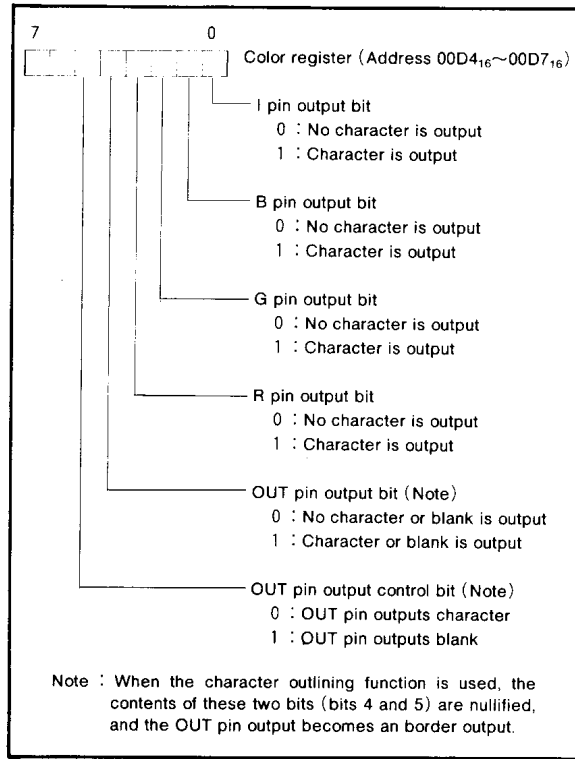 7 0
Color register (Address 00D4₁₆~00D7₁₆)
I pin output bit
0 : No character is output
1 : Character is output
B pin output bit
0 : No character is output
1 : Character is output
G pin output bit
0 : No character is output
1 : Character is output
R pin output bit
0 : No character is output
1 : Character is output
OUT pin output bit (Note)
0 : No character or blank is output
1 : Character or blank is output
OUT pin output control bit (Note)
0 : OUT pin outputs character
1 : OUT pin outputs blank
Note : When the character outlining function is used, the
contents of these two bits (bits 4 and 5) are nullified,
and the OUT pin output becomes an border output.